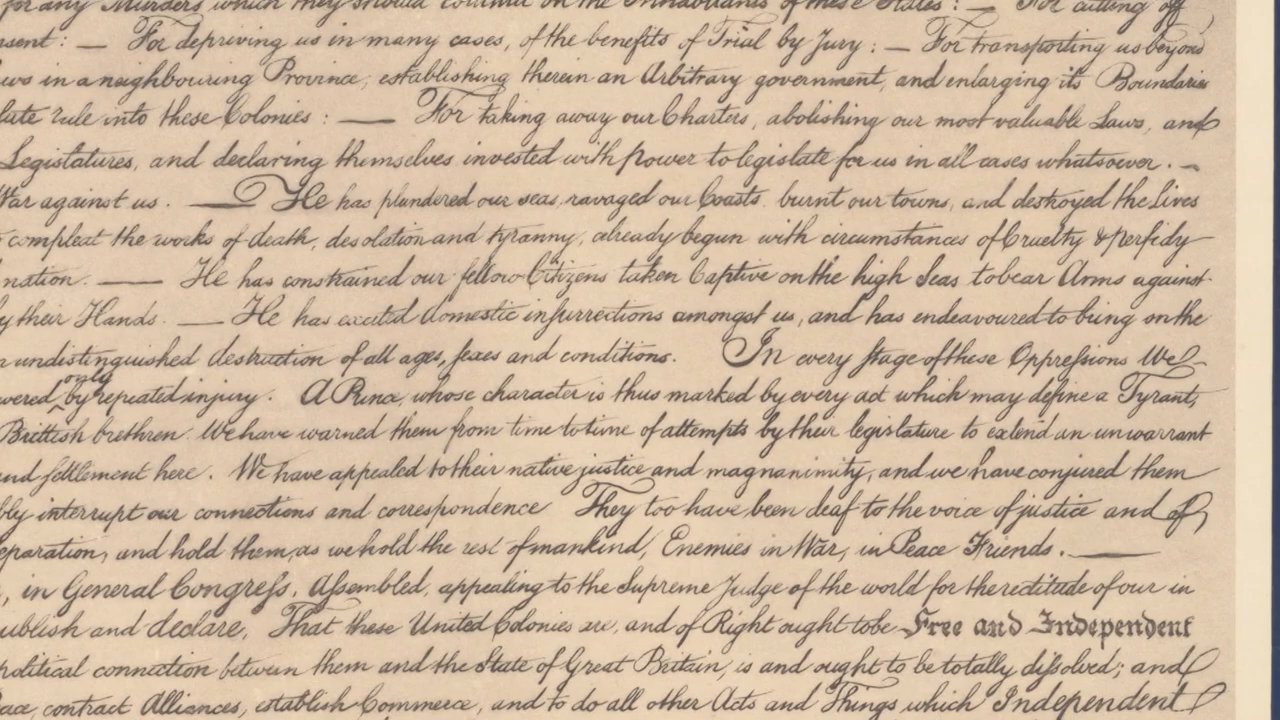 for any Murders which they should commit on the Inhabitants of these States: — For cutting off
sent: — For depriving us in many cases, of the benefits of Trial by Jury: — For transporting us beyond
ws in a neighbouring Province, establishing therein an Arbitrary government, and enlarging its Boundaries
lute rule into these Colonies: — For taking away our Charters, abolishing our most valuable Laws, and
Legislatures, and declaring themselves invested with power to legislate for us in all cases whatsoever. —
War against us. — He has plundered our seas, ravaged our Coasts, burnt our towns, and destroyed the Lives
compleat the works of death, desolation and tyranny, already begun with circumstances of Cruelty & perfidy
nation. — He has constrained our fellow Citizens taken Captive on the high Seas to bear Arms against
by their Hands. — He has excited domestic insurrections amongst us, and has endeavoured to bring on the
undistinguished destruction of all ages, sexes and conditions. In every stage of these Oppressions We
wered only by repeated injury. A Prince, whose character is thus marked by every act which may define a Tyrant,
Brittish brethren. We have warned them from time to time of attempts by their legislature to extend an unwarrant
and settlement here. We have appealed to their native justice and magnanimity, and we have conjured them
bly interrupt our connections and correspondence They too have been deaf to the voice of justice and of
eparation, and hold them, as we hold the rest of mankind, Enemies in War, in Peace Friends. —
, in General Congress, Assembled, appealing to the Supreme Judge of the world for the rectitude of our in
ublish and declare, That these United Colonies are, and of Right ought to be Free and Independent
political connection between them and the State of Great Britain, is and ought to be totally dissolved; and
ace, contract Alliances, establish Commerce, and to do all other Acts and Things which Independent